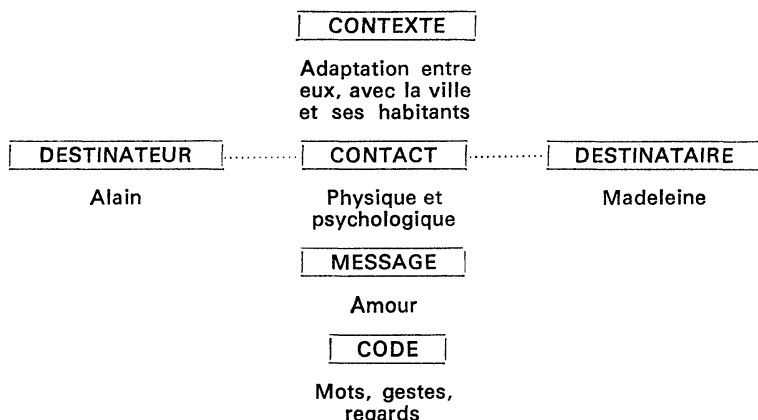 CONTEXTE
Adaptation entre
eux, avec la ville
et ses habitants
DESTINATEUR CONTACT DESTINATAIRE
Alain Physique et Madeleine
psychologique
MESSAGE
Amour
CODE
Mots, gestes,
regards